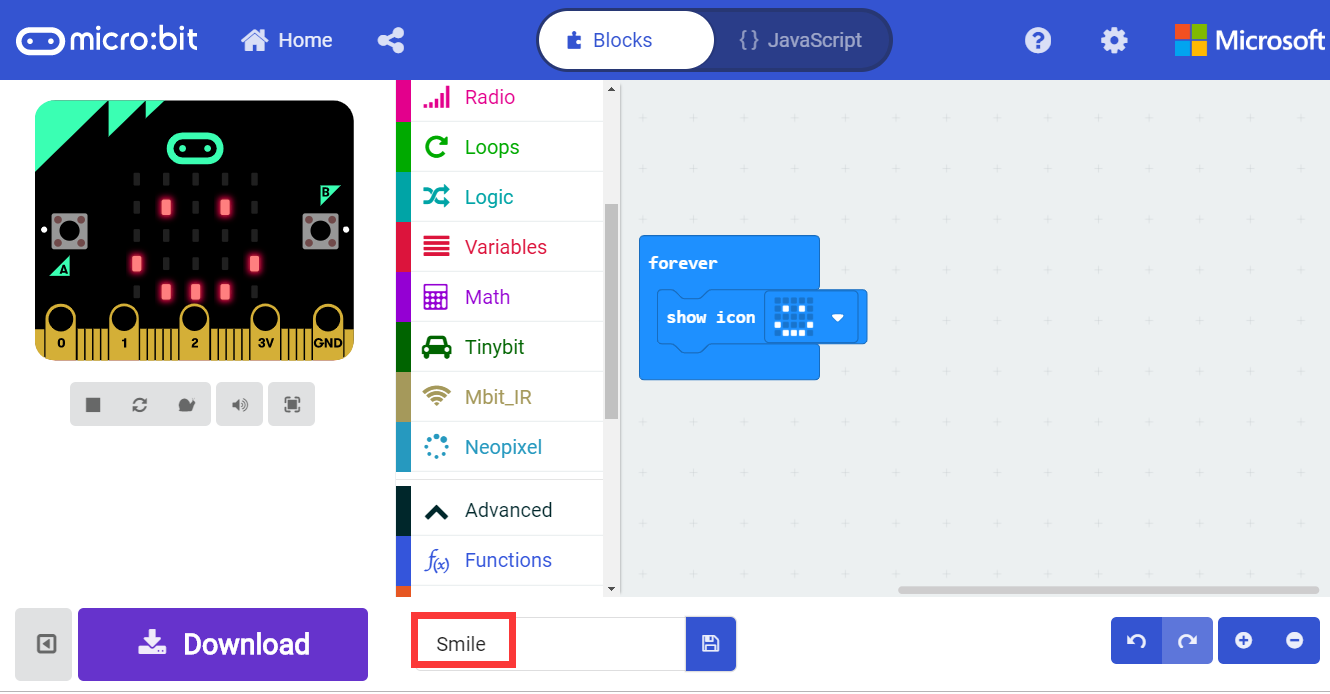 micro:bit
Home
Blocks
{ } JavaScript
Microsoft
B
A
0
1
2
3V
GND
Radio
Loops
Logic
Variables
Math
Tinybit
Mbit_IR
Neopixel
Advanced
f(x) Functions
forever
show icon
Download
Smile